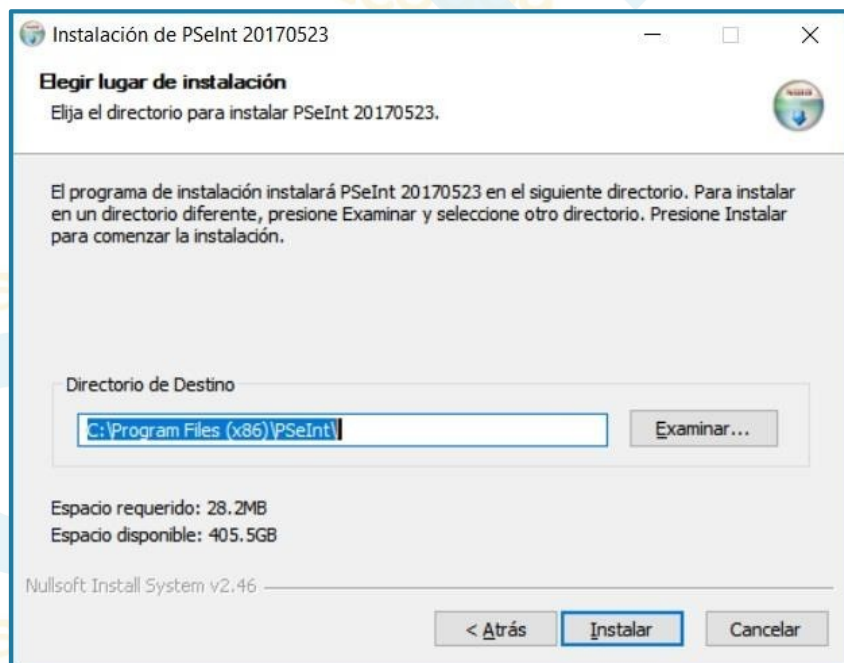 Instalación de PSeInt 20170523
Elegir lugar de instalación
Elija el directorio para instalar PSeInt 20170523.
El programa de instalación instalará PSeInt 20170523 en el siguiente directorio. Para instalar
en un directorio diferente, presione Examinar y seleccione otro directorio. Presione Instalar
para comenzar la instalación.
Directorio de Destino
C:\Program Files (x86)\PSeInt\
Examinar...
Espacio requerido: 28.2MB
Espacio disponible: 405.5GB
Nullsoft Install System v2.46
< Atrás
Instalar
Cancelar